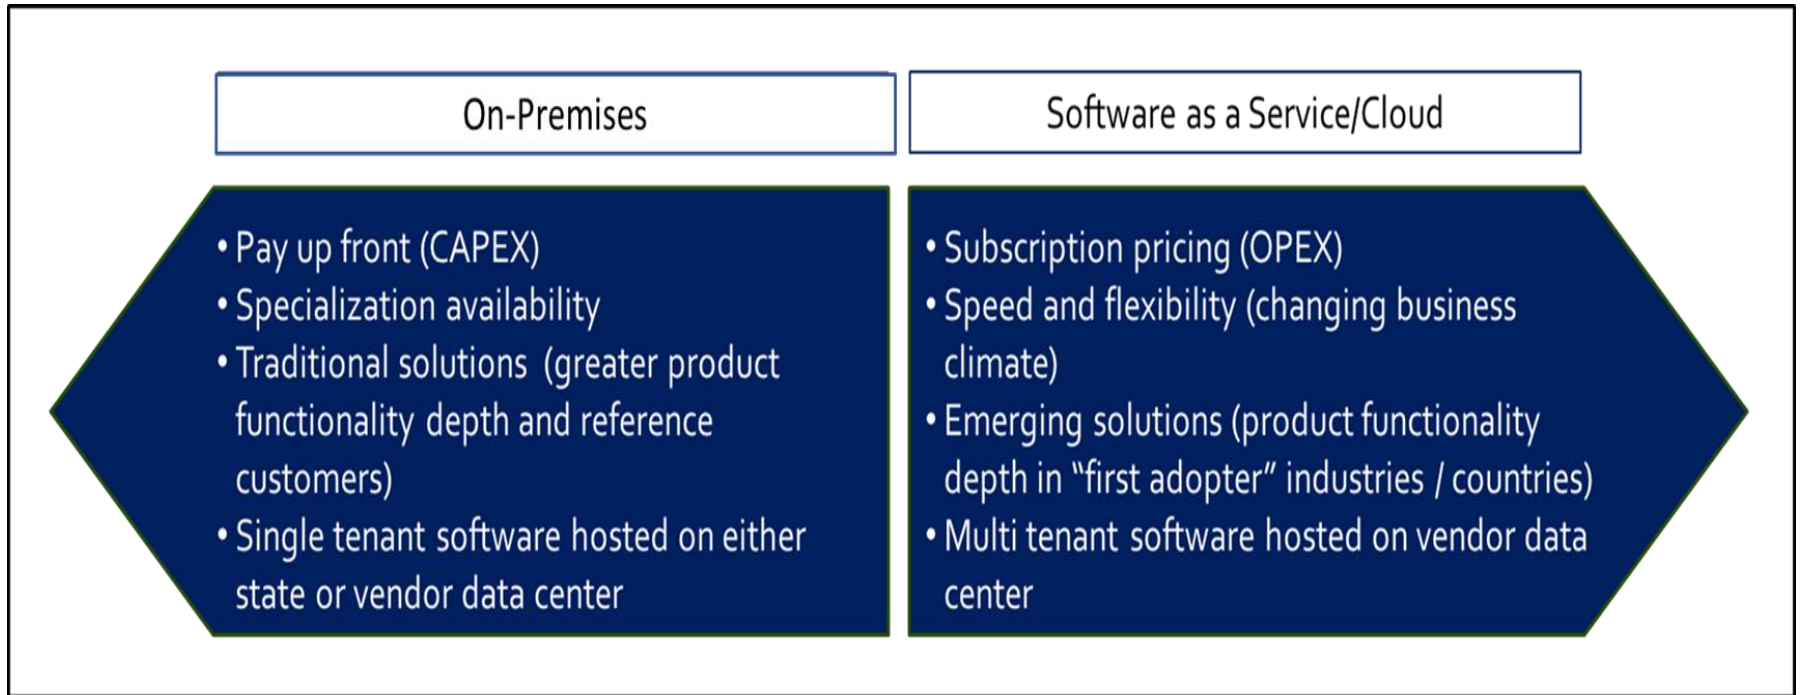 On-Premises
Software as a Service/Cloud
• Pay up front (CAPEX)
• Specialization availability
• Traditional solutions (greater product
functionality depth and reference
customers)
• Single tenant software hosted on either
state or vendor data center
• Subscription pricing (OPEX)
• Speed and flexibility (changing business
climate)
• Emerging solutions (product functionality
depth in “first adopter” industries / countries)
• Multi tenant software hosted on vendor data
center